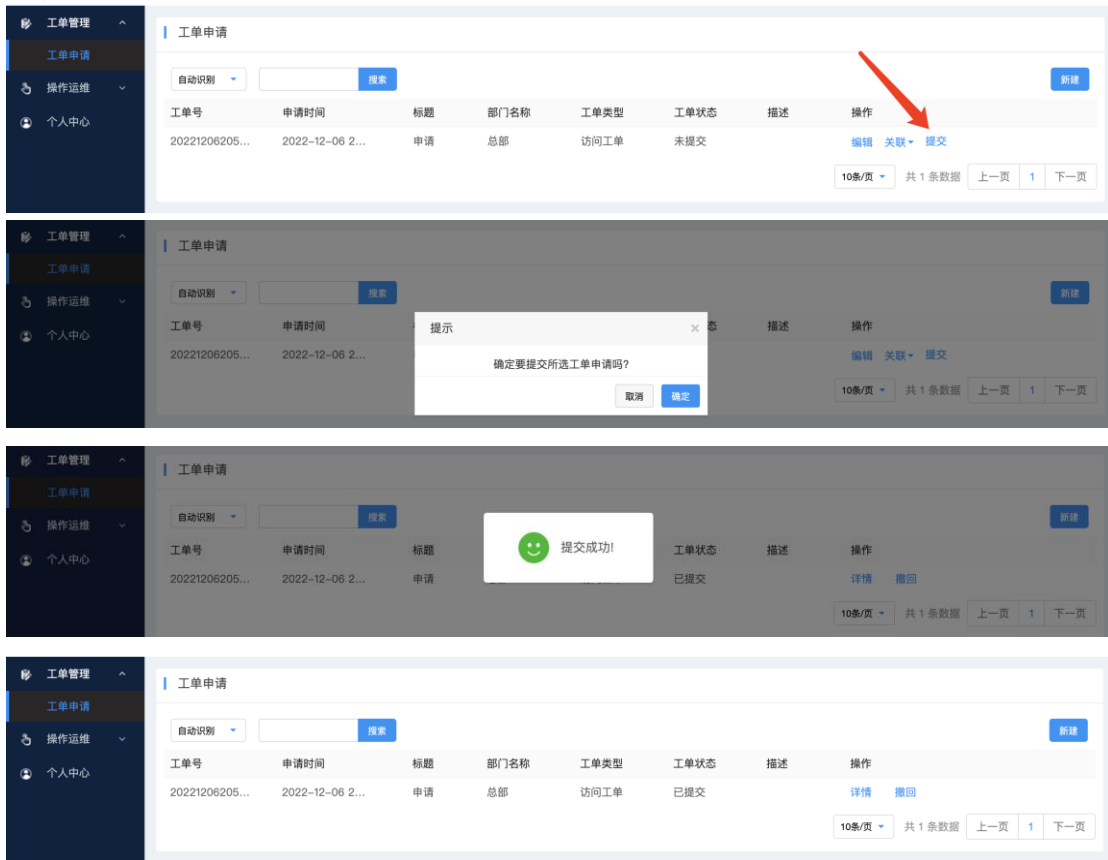 工单管理
工单申请
操作运维
个人中心
工单申请
自动识别 搜索 新建
工单号 申请时间 标题 部门名称 工单类型 工单状态 描述 操作
20221206205... 2022-12-06 2... 申请 总部 访问工单 未提交 编辑 关联 提交
10条/页 共 1 条数据 上一页 1 下一页
工单管理
工单申请
操作运维
个人中心
工单申请
自动识别 搜索 新建
工单号 申请时间 态 描述 操作
20221206205... 2022-12-06 2... 编辑 关联 提交
10条/页 共 1 条数据 上一页 1 下一页
提示 ×
确定要提交所选工单申请吗?
取消 确定
工单管理
工单申请
操作运维
个人中心
工单申请
自动识别 搜索 新建
工单号 申请时间 标题 工单状态 描述 操作
20221206205... 2022-12-06 2... 申请 已提交 详情 撤回
10条/页 共 1 条数据 上一页 1 下一页
提交成功!
工单管理
工单申请
操作运维
个人中心
工单申请
自动识别 搜索 新建
工单号 申请时间 标题 部门名称 工单类型 工单状态 描述 操作
20221206205... 2022-12-06 2... 申请 总部 访问工单 已提交 详情 撤回
10条/页 共 1 条数据 上一页 1 下一页